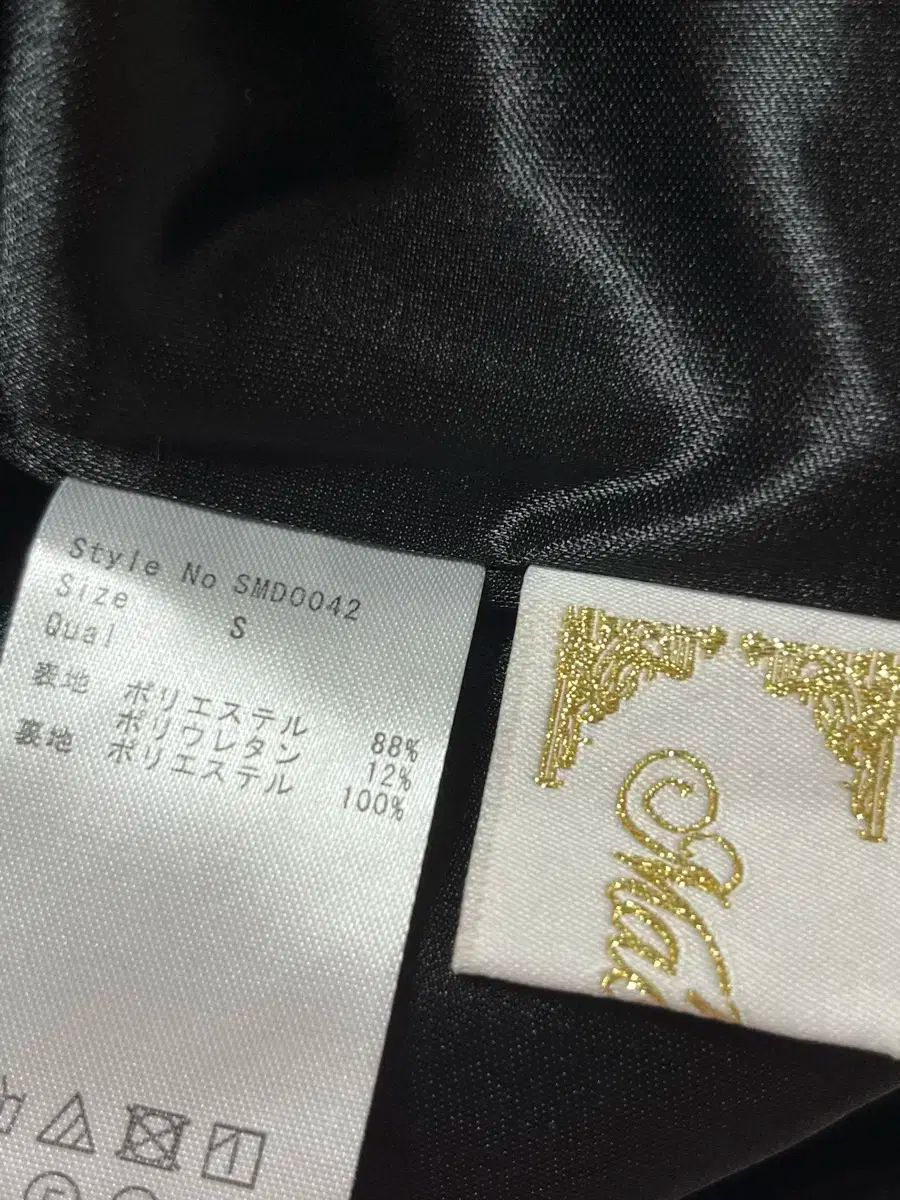 Style No SMD0042
Size
Qual S
表地 ポリエステル 88%
ポリウレタン 12%
裏地 ポリエステル 100%